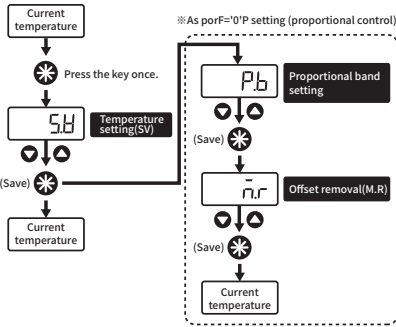 Current
temperature
※As porF='0'P setting (proportional control)
Press the key once.
S.V
Temperature
setting(SV)
(Save)
Current
temperature
P.b
Proportional band
setting
(Save)
m.r
Offset removal(M.R)
(Save)
Current
temperature